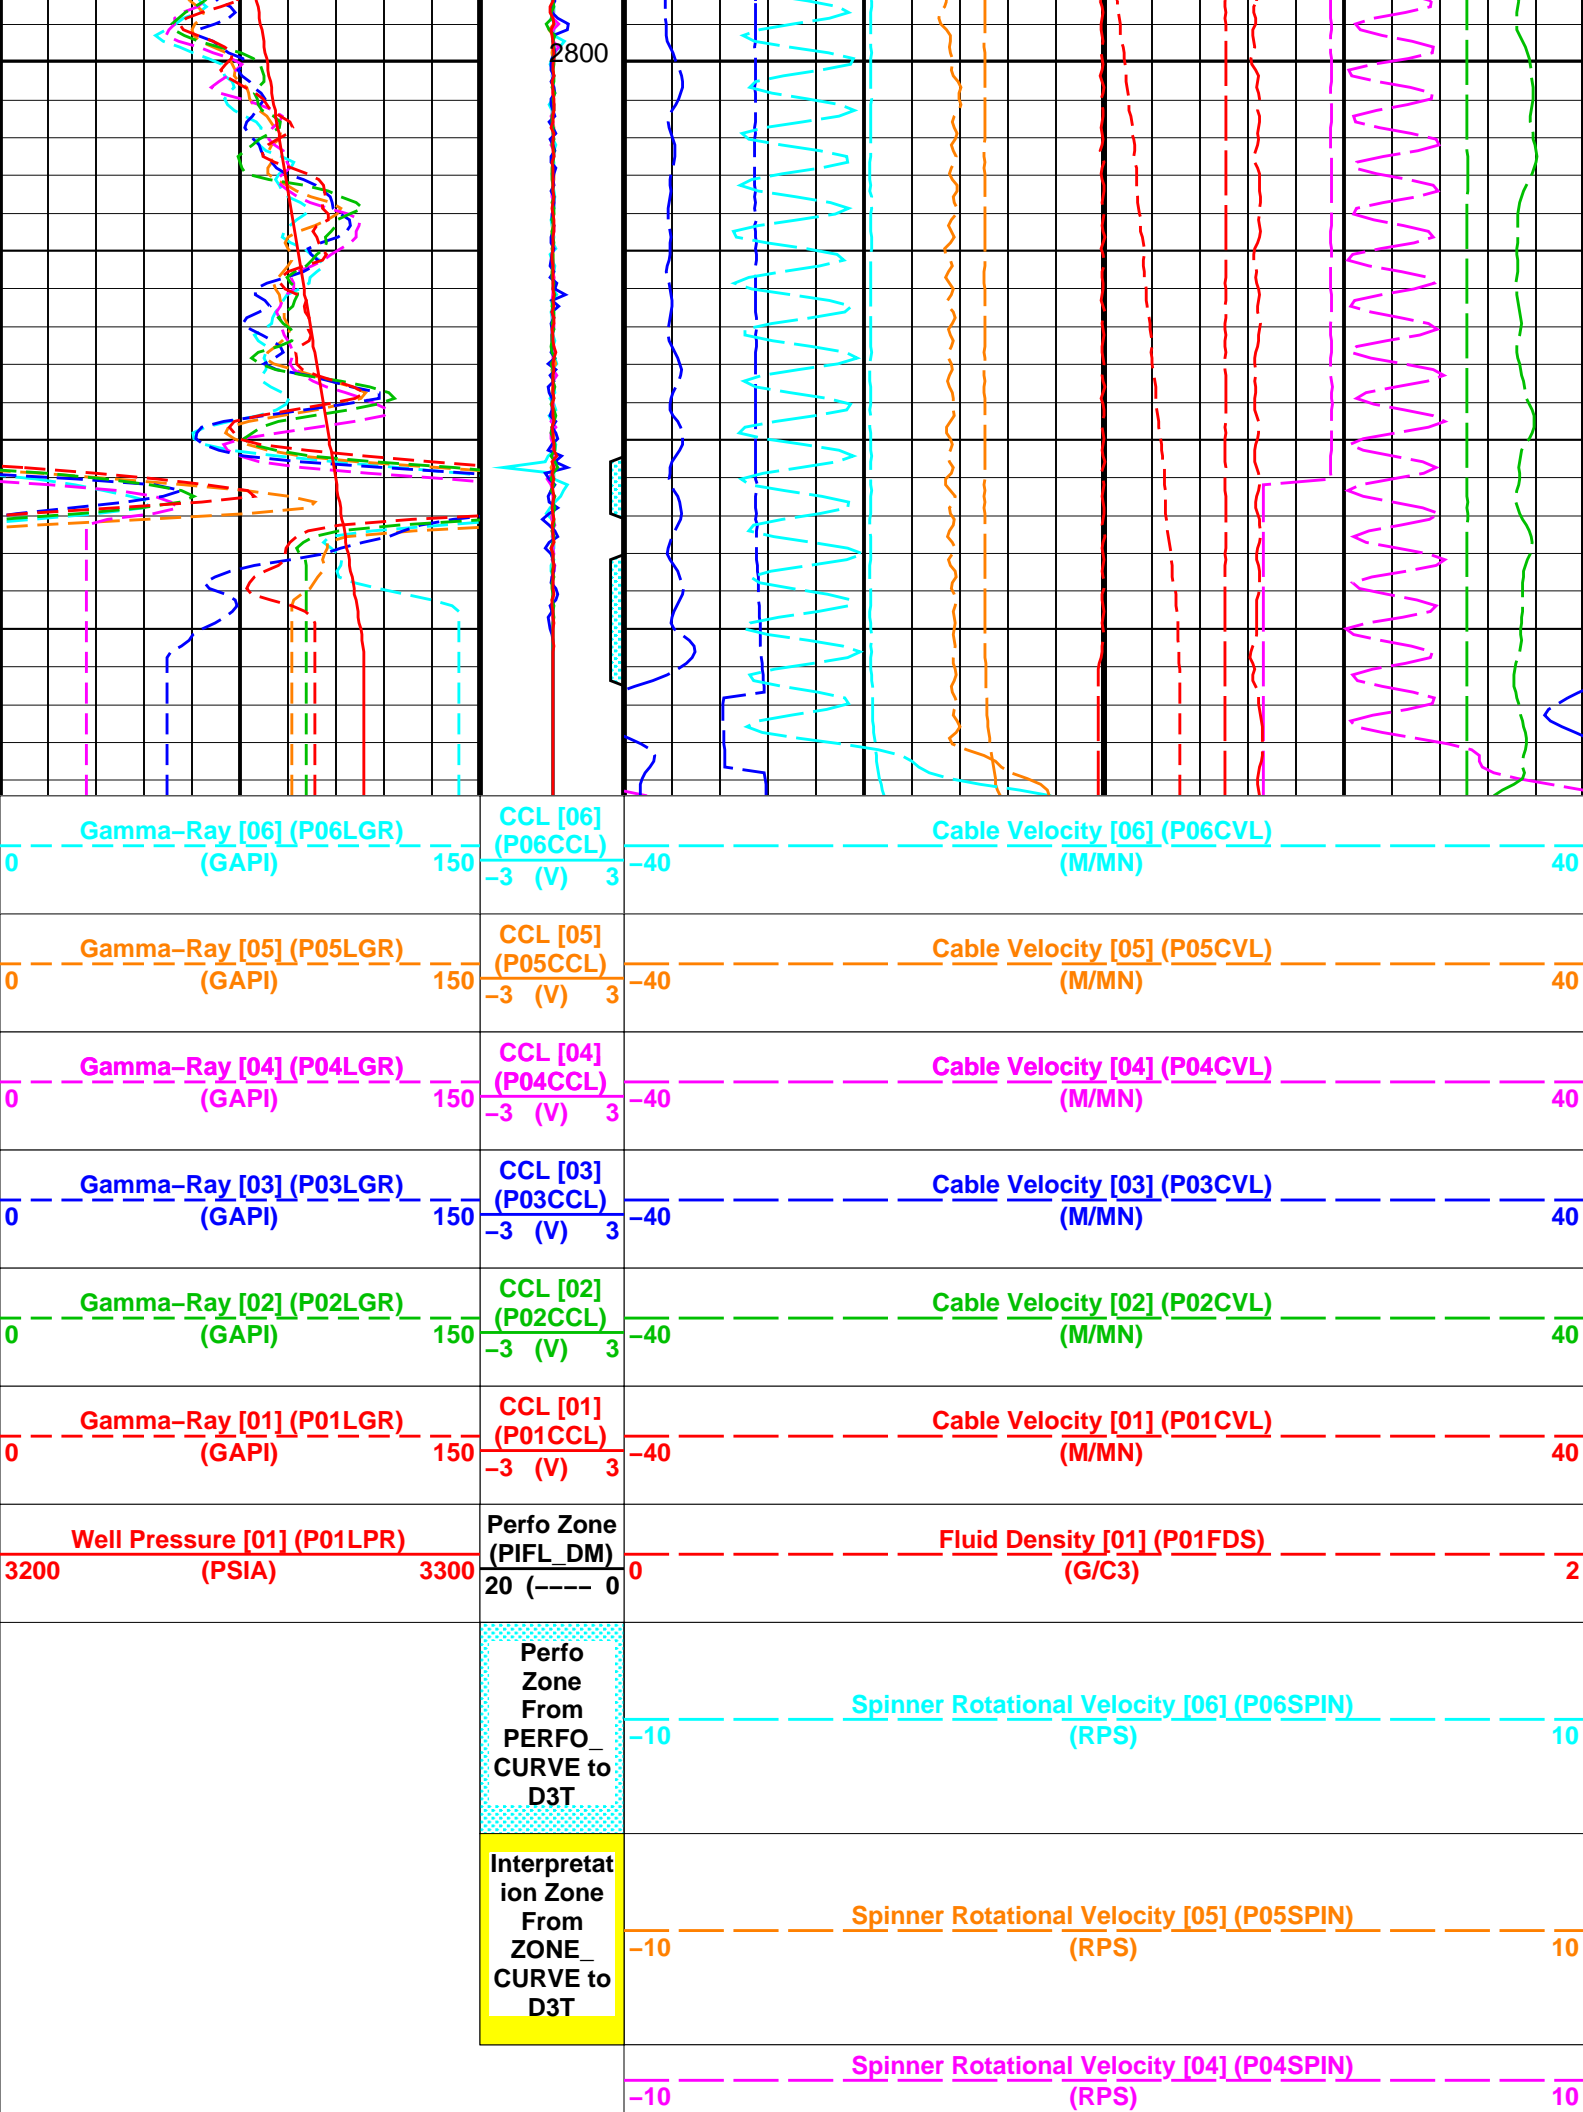 2800
Gamma–Ray [06] (P06LGR)
0 (GAPI) 150
CCL [06]
(P06CCL)
–3 (V) 3
Cable Velocity [06] (P06CVL)
–40 (M/MN) 40
Gamma–Ray [05] (P05LGR)
0 (GAPI) 150
CCL [05]
(P05CCL)
–3 (V) 3
Cable Velocity [05] (P05CVL)
–40 (M/MN) 40
Gamma–Ray [04] (P04LGR)
0 (GAPI) 150
CCL [04]
(P04CCL)
–3 (V) 3
Cable Velocity [04] (P04CVL)
–40 (M/MN) 40
Gamma–Ray [03] (P03LGR)
0 (GAPI) 150
CCL [03]
(P03CCL)
–3 (V) 3
Cable Velocity [03] (P03CVL)
–40 (M/MN) 40
Gamma–Ray [02] (P02LGR)
0 (GAPI) 150
CCL [02]
(P02CCL)
–3 (V) 3
Cable Velocity [02] (P02CVL)
–40 (M/MN) 40
Gamma–Ray [01] (P01LGR)
0 (GAPI) 150
CCL [01]
(P01CCL)
–3 (V) 3
Cable Velocity [01] (P01CVL)
–40 (M/MN) 40
Well Pressure [01] (P01LPR)
3200 (PSIA) 3300
Perfo Zone
(PIFL_DM)
20 (–––– 0
Fluid Density [01] (P01FDS)
0 (G/C3) 2
Perfo
Zone
From
PERFO_
CURVE to
D3T
Spinner Rotational Velocity [06] (P06SPIN)
–10 (RPS) 10
Interpretat
ion Zone
From
ZONE_
CURVE to
D3T
Spinner Rotational Velocity [05] (P05SPIN)
–10 (RPS) 10
Spinner Rotational Velocity [04] (P04SPIN)
–10 (RPS) 10